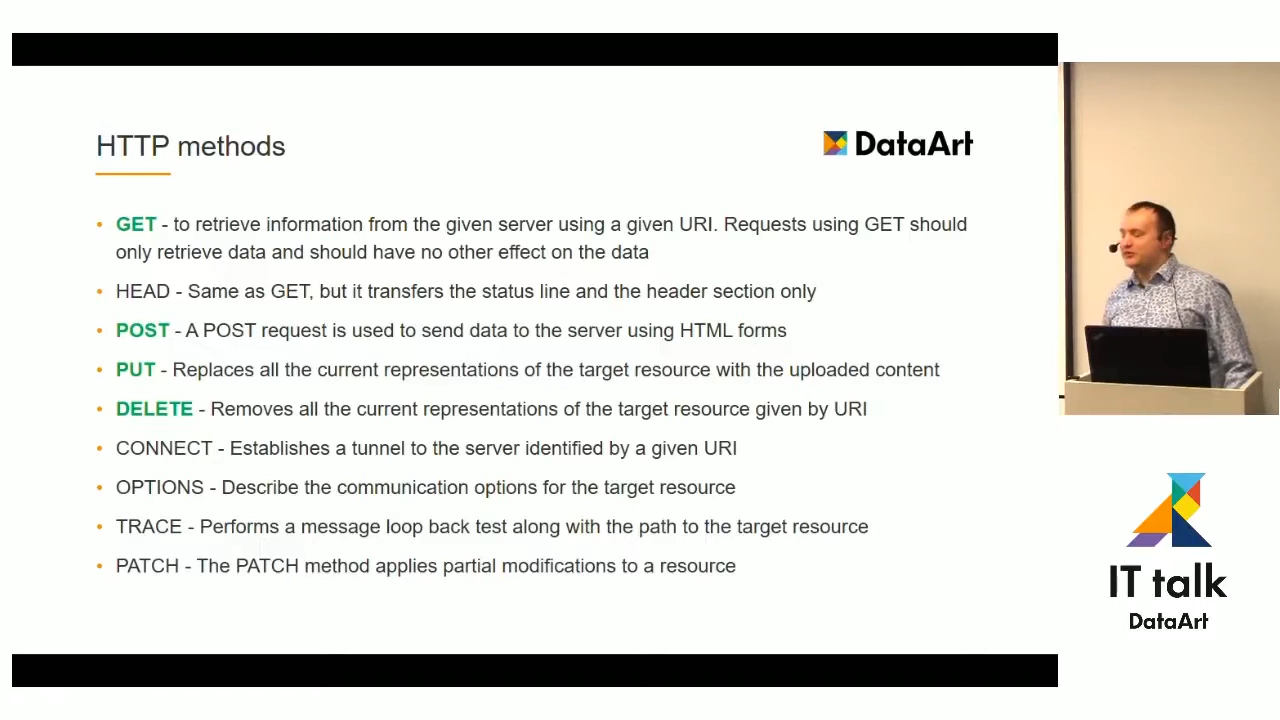 HTTP methods
DataArt
• GET - to retrieve information from the given server using a given URI. Requests using GET should
only retrieve data and should have no other effect on the data
• HEAD - Same as GET, but it transfers the status line and the header section only
• POST - A POST request is used to send data to the server using HTML forms
• PUT - Replaces all the current representations of the target resource with the uploaded content
• DELETE - Removes all the current representations of the target resource given by URI
• CONNECT - Establishes a tunnel to the server identified by a given URI
• OPTIONS - Describe the communication options for the target resource
• TRACE - Performs a message loop back test along with the path to the target resource
• PATCH - The PATCH method applies partial modifications to a resource
IT talk
DataArt